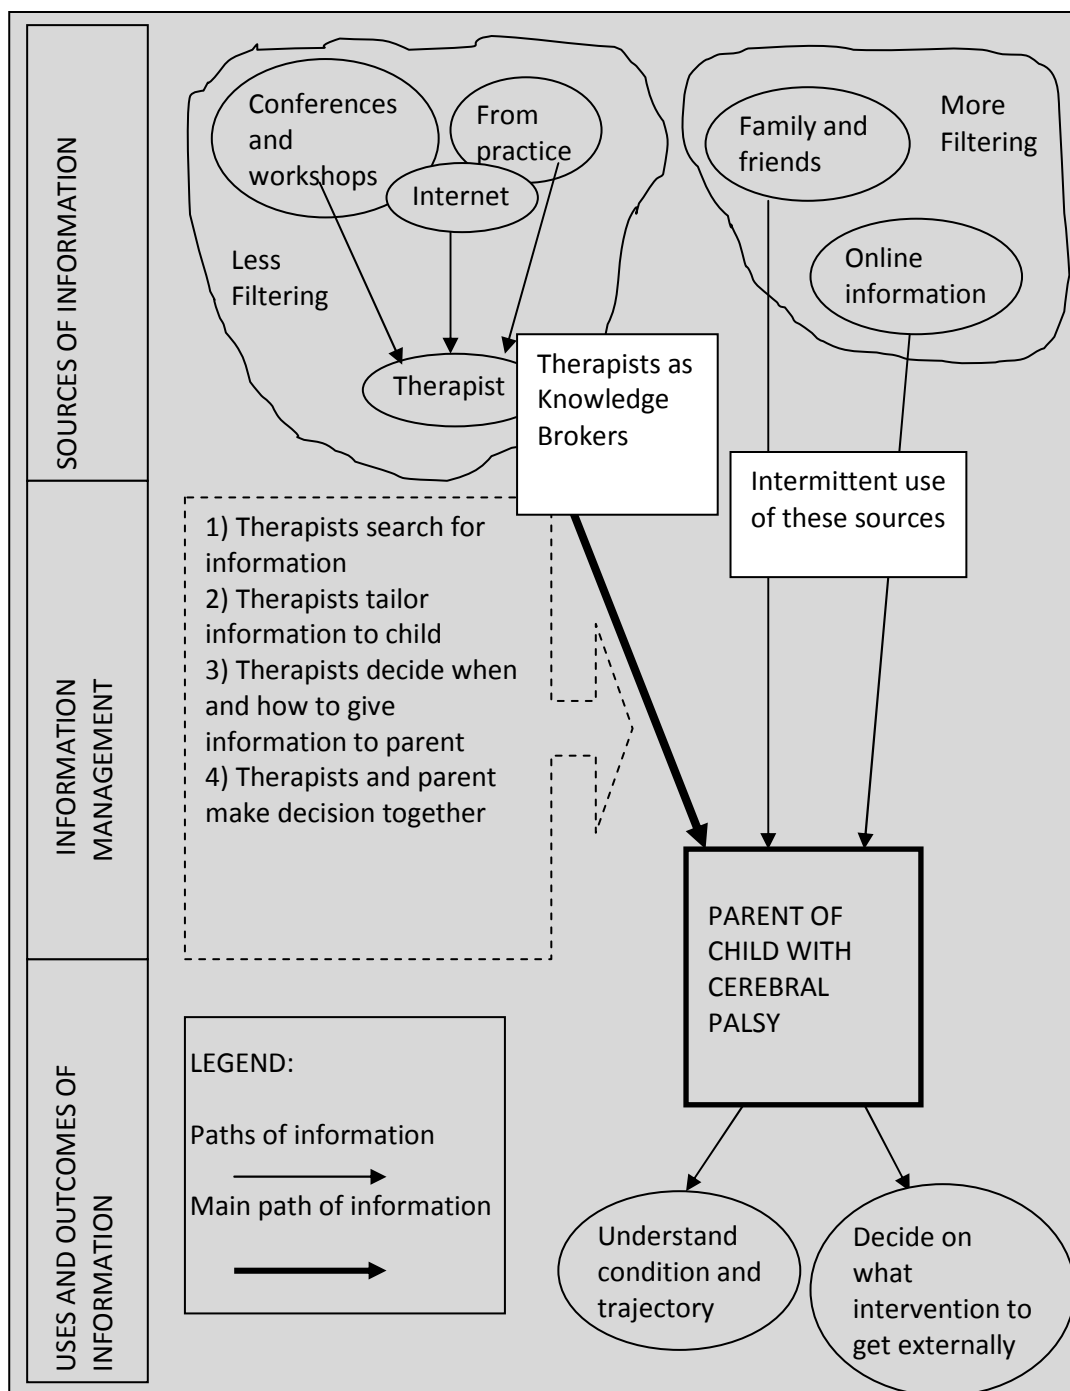 SOURCES OF INFORMATION
Conferences
and
workshops
From
practice
Internet
Less
Filtering
Therapist
Therapists as
Knowledge
Brokers
Family and
friends
More
Filtering
Online
information
Intermittent use
of these sources
INFORMATION
MANAGEMENT
1) Therapists search for
information
2) Therapists tailor
information to child
3) Therapists decide when
and how to give
information to parent
4) Therapists and parent
make decision together
PARENT OF
CHILD WITH
CEREBRAL
PALSY
USES AND OUTCOMES OF
INFORMATION
LEGEND:
Paths of information
Main path of information
Understand
condition and
trajectory
Decide on
what
intervention to
get externally